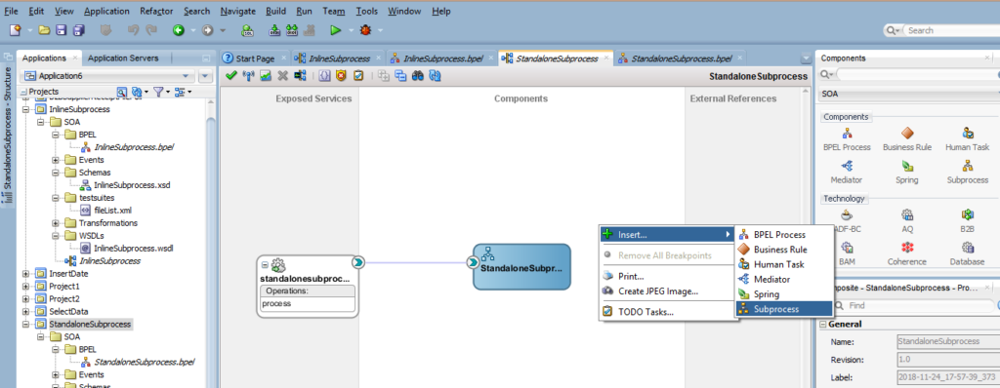 File Edit View Application Refactor Search Navigate Build Run Team Tools Window Help
Search
Applications
Application Servers
Start Page
InlineSubprocess
InlineSubprocess.bpel
StandaloneSubprocess
StandaloneSubprocess.bpel
Components
Application6
StandaloneSubprocess
SOA
Projects
InlineSubprocess
SOA
BPEL
InlineSubprocess.bpel
Events
Schemas
InlineSubprocess.xsd
testsuites
fileList.xml
Transformations
WSDLs
InlineSubprocess.wsdl
InlineSubprocess
InsertDate
Project1
Project2
SelectData
StandaloneSubprocess
SOA
BPEL
StandaloneSubprocess.bpel
Events
Schemas
StandaloneSubprocess - Structure
Exposed Services
Components
External References
standalonesubproc...
Operations:
process
StandaloneSubpr...
Insert...
Remove All Breakpoints
Print...
Create JPEG Image...
TODO Tasks...
BPEL Process
Business Rule
Human Task
Mediator
Spring
Subprocess
Components
BPEL Process Business Rule Human Task
Mediator Spring Subprocess
Technology
ADF-BC AQ B2B
BAM Coherence Database
omposite - StandaloneSubprocess - Pro...
Find
General
Name: StandaloneSubprocess
Revision: 1.0
Label: 2018-11-24_17-57-39_373